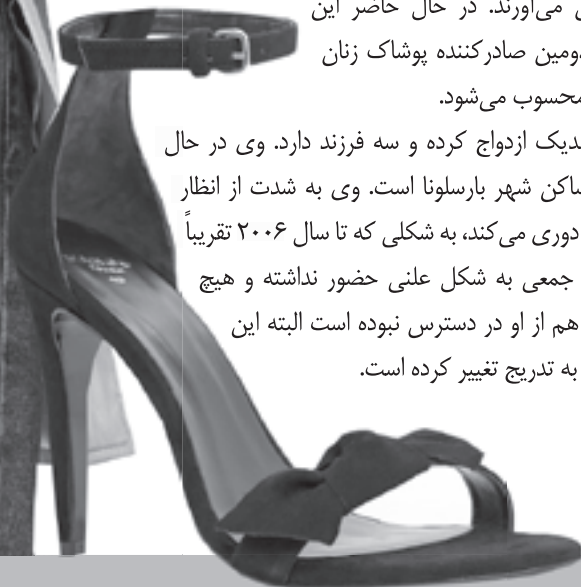 می‌آورند. در حال حاضر این
دومین صادرکننده پوشاک زنان
محسوب می‌شود.
ازدواج کرده و سه فرزند دارد. وی در حال
ساکن شهر بارسلونا است. وی به شدت از انظار
دوری می‌کند، به شکلی که تا سال ۲۰۰۶ تقریباً
جمعی به شکل علنی حضور نداشته و هیچ
هم از او در دسترس نبوده است البته این
به تدریج تغییر کرده است.